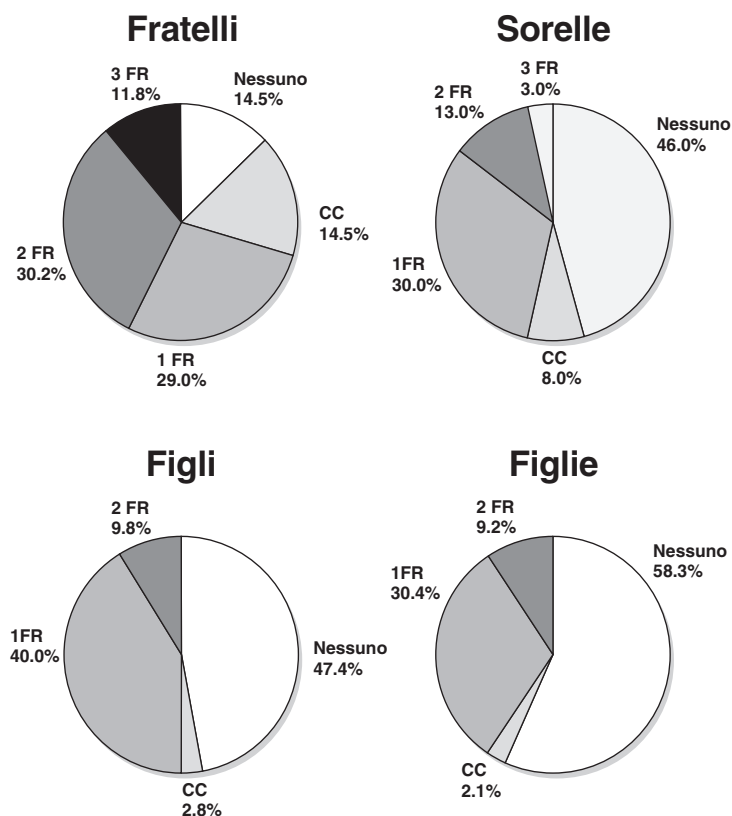 Fratelli
3 FR
11.8%
Nessuno
14.5%
CC
14.5%
2 FR
30.2%
1 FR
29.0%
Sorelle
3 FR
3.0%
2 FR
13.0%
Nessuno
46.0%
1FR
30.0%
CC
8.0%
Figli
2 FR
9.8%
1FR
40.0%
Nessuno
47.4%
CC
2.8%
Figlie
2 FR
9.2%
Nessuno
58.3%
1FR
30.4%
CC
2.1%